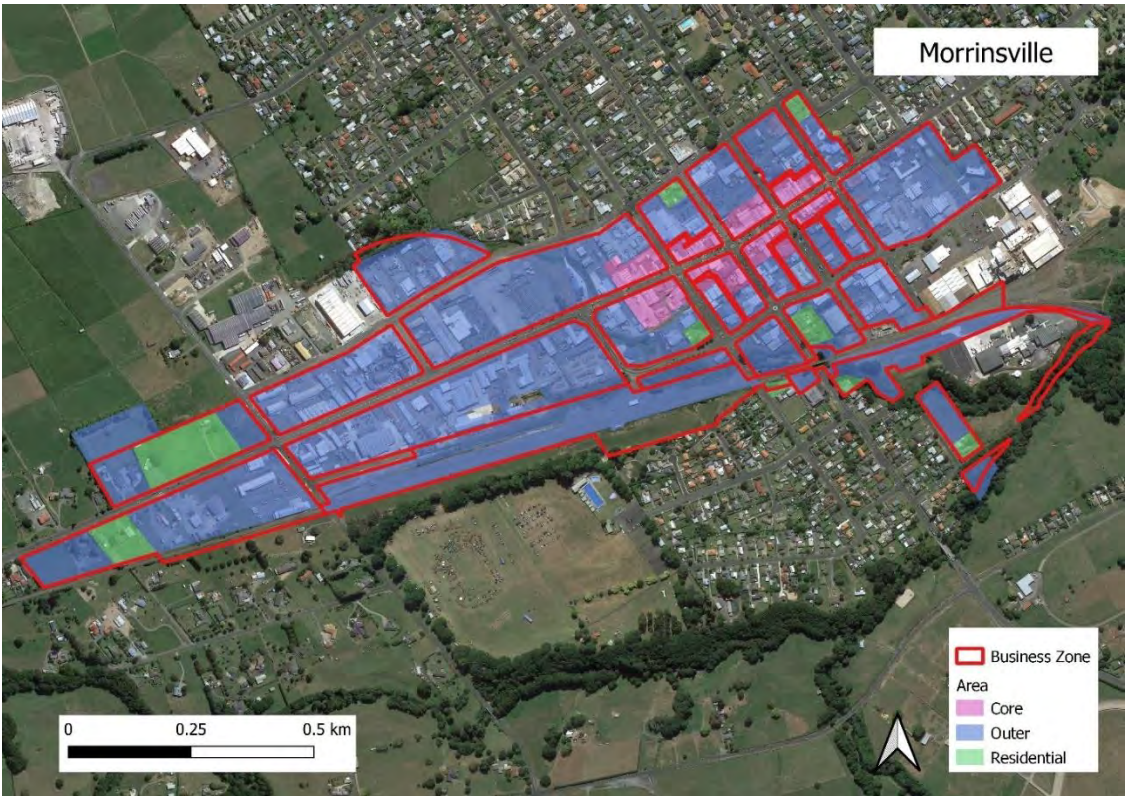 Morrinsville
Business Zone
Area
Core
Outer
Residential
0 0.25 0.5 km